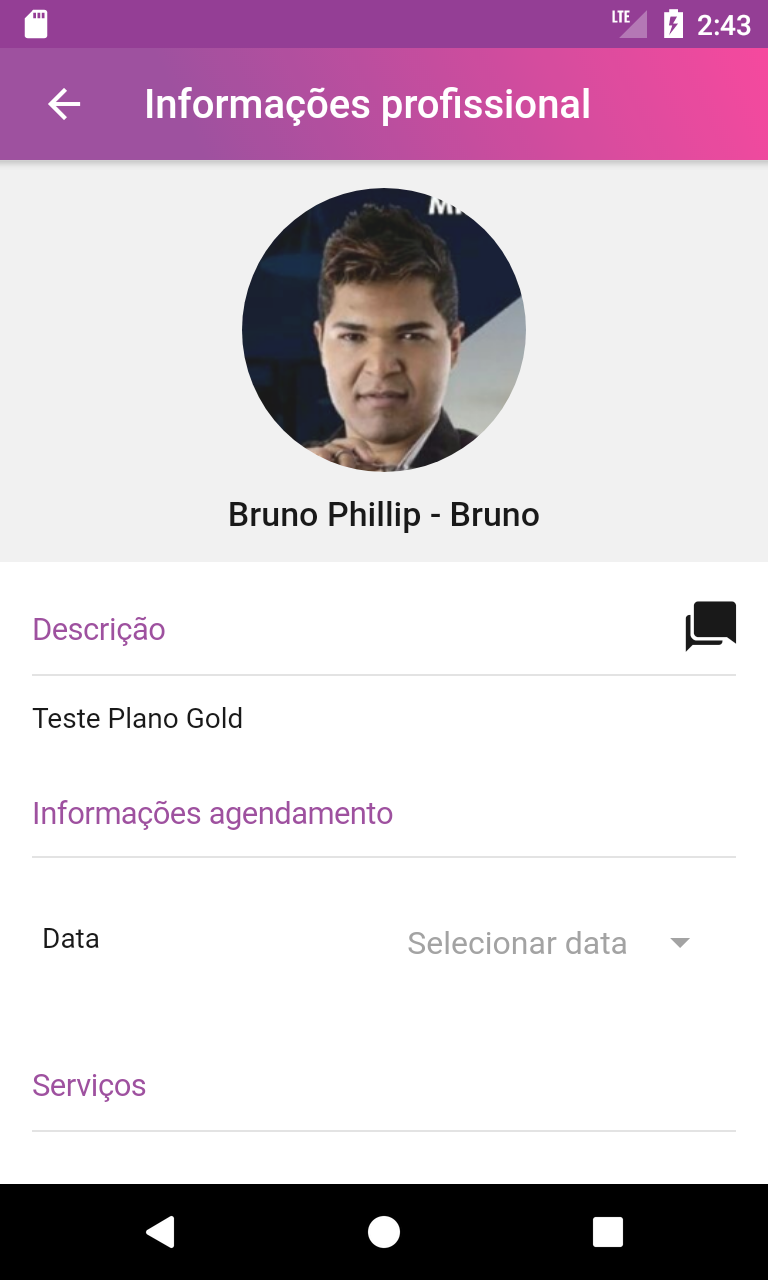 LTE 2:43
Informações profissional
Bruno Phillip - Bruno
Descrição
Teste Plano Gold
Informações agendamento
Data Selecionar data
Serviços